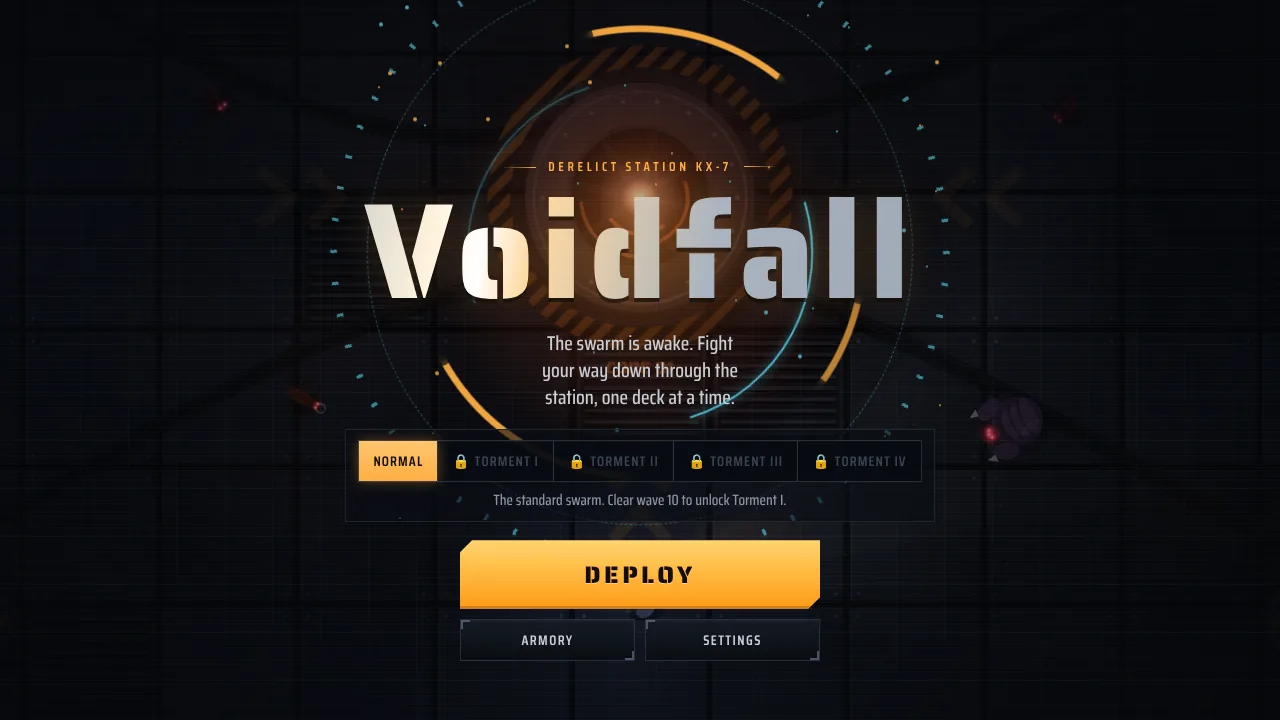 DERELICT STATION KX-7
Voidfall
The swarm is awake. Fight
your way down through the
station, one deck at a time.
NORMAL
TORMENT I
TORMENT II
TORMENT III
TORMENT IV
The standard swarm. Clear wave 10 to unlock Torment I.
DEPLOY
ARMORY
SETTINGS